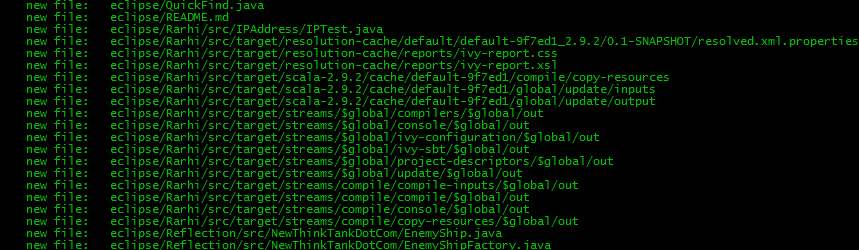 new file:   eclipse/QuickFind.java
new file:   eclipse/README.md
new file:   eclipse/Rarhi/src/IPAddress/IPTest.java
new file:   eclipse/Rarhi/src/target/resolution-cache/default/default-9f7ed1_2.9.2/0.1-SNAPSHOT/resolved.xml.properties
new file:   eclipse/Rarhi/src/target/resolution-cache/reports/ivy-report.css
new file:   eclipse/Rarhi/src/target/resolution-cache/reports/ivy-report.xsl
new file:   eclipse/Rarhi/src/target/scala-2.9.2/cache/default-9f7ed1/compile/copy-resources
new file:   eclipse/Rarhi/src/target/scala-2.9.2/cache/default-9f7ed1/global/update/inputs
new file:   eclipse/Rarhi/src/target/scala-2.9.2/cache/default-9f7ed1/global/update/output
new file:   eclipse/Rarhi/src/target/streams/$global/compilers/$global/out
new file:   eclipse/Rarhi/src/target/streams/$global/console/$global/out
new file:   eclipse/Rarhi/src/target/streams/$global/ivy-configuration/$global/out
new file:   eclipse/Rarhi/src/target/streams/$global/ivy-sbt/$global/out
new file:   eclipse/Rarhi/src/target/streams/$global/project-descriptors/$global/out
new file:   eclipse/Rarhi/src/target/streams/$global/update/$global/out
new file:   eclipse/Rarhi/src/target/streams/compile/compile-inputs/$global/out
new file:   eclipse/Rarhi/src/target/streams/compile/compile/$global/out
new file:   eclipse/Rarhi/src/target/streams/compile/console/$global/out
new file:   eclipse/Rarhi/src/target/streams/compile/copy-resources/$global/out
new file:   eclipse/Reflection/src/NewThinkTankDotCom/EnemyShip.java
new file:   eclipse/Reflection/src/NewThinkTankDotCom/EnemyShipFactory.java